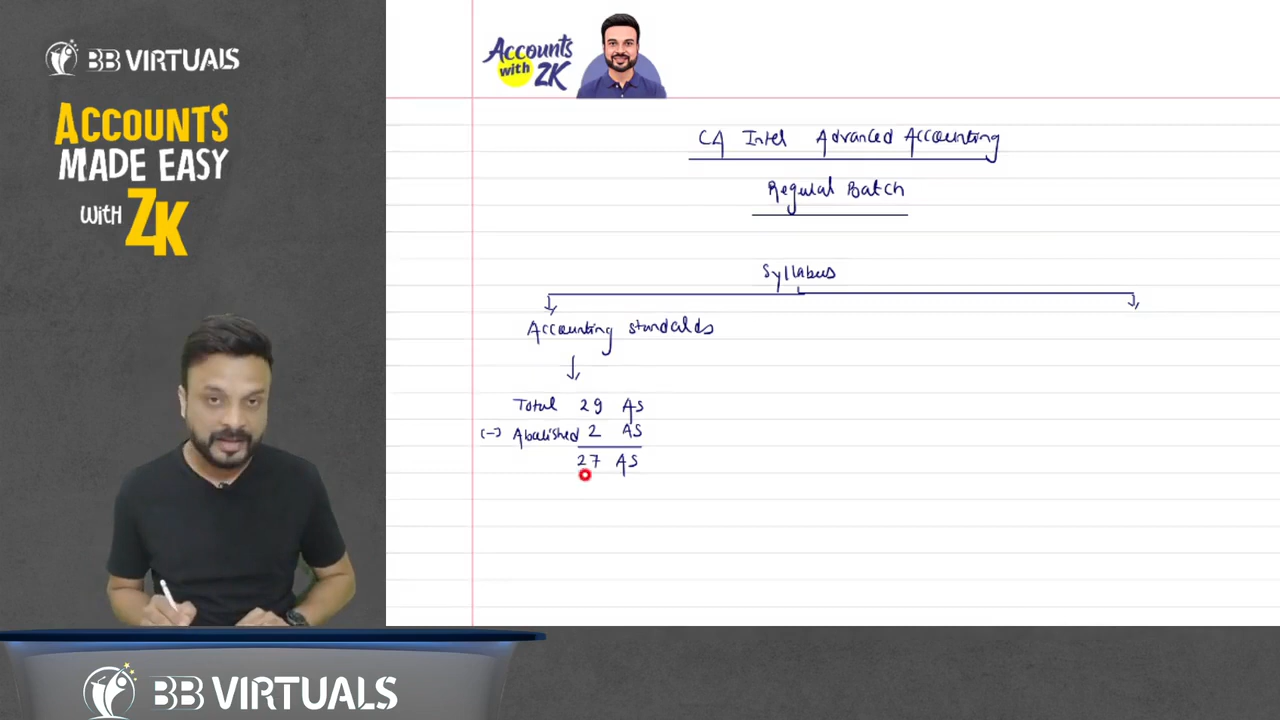 BB VIRTUALS
ACCOUNTS
MADE EASY
WITH ZK
Accounts
with ZK
CA Inter Advanced Accounting
Regular Batch
Syllabus
Accounting standards
Total 29 AS
(-) Abolished 2 AS
27 AS
BB VIRTUALS